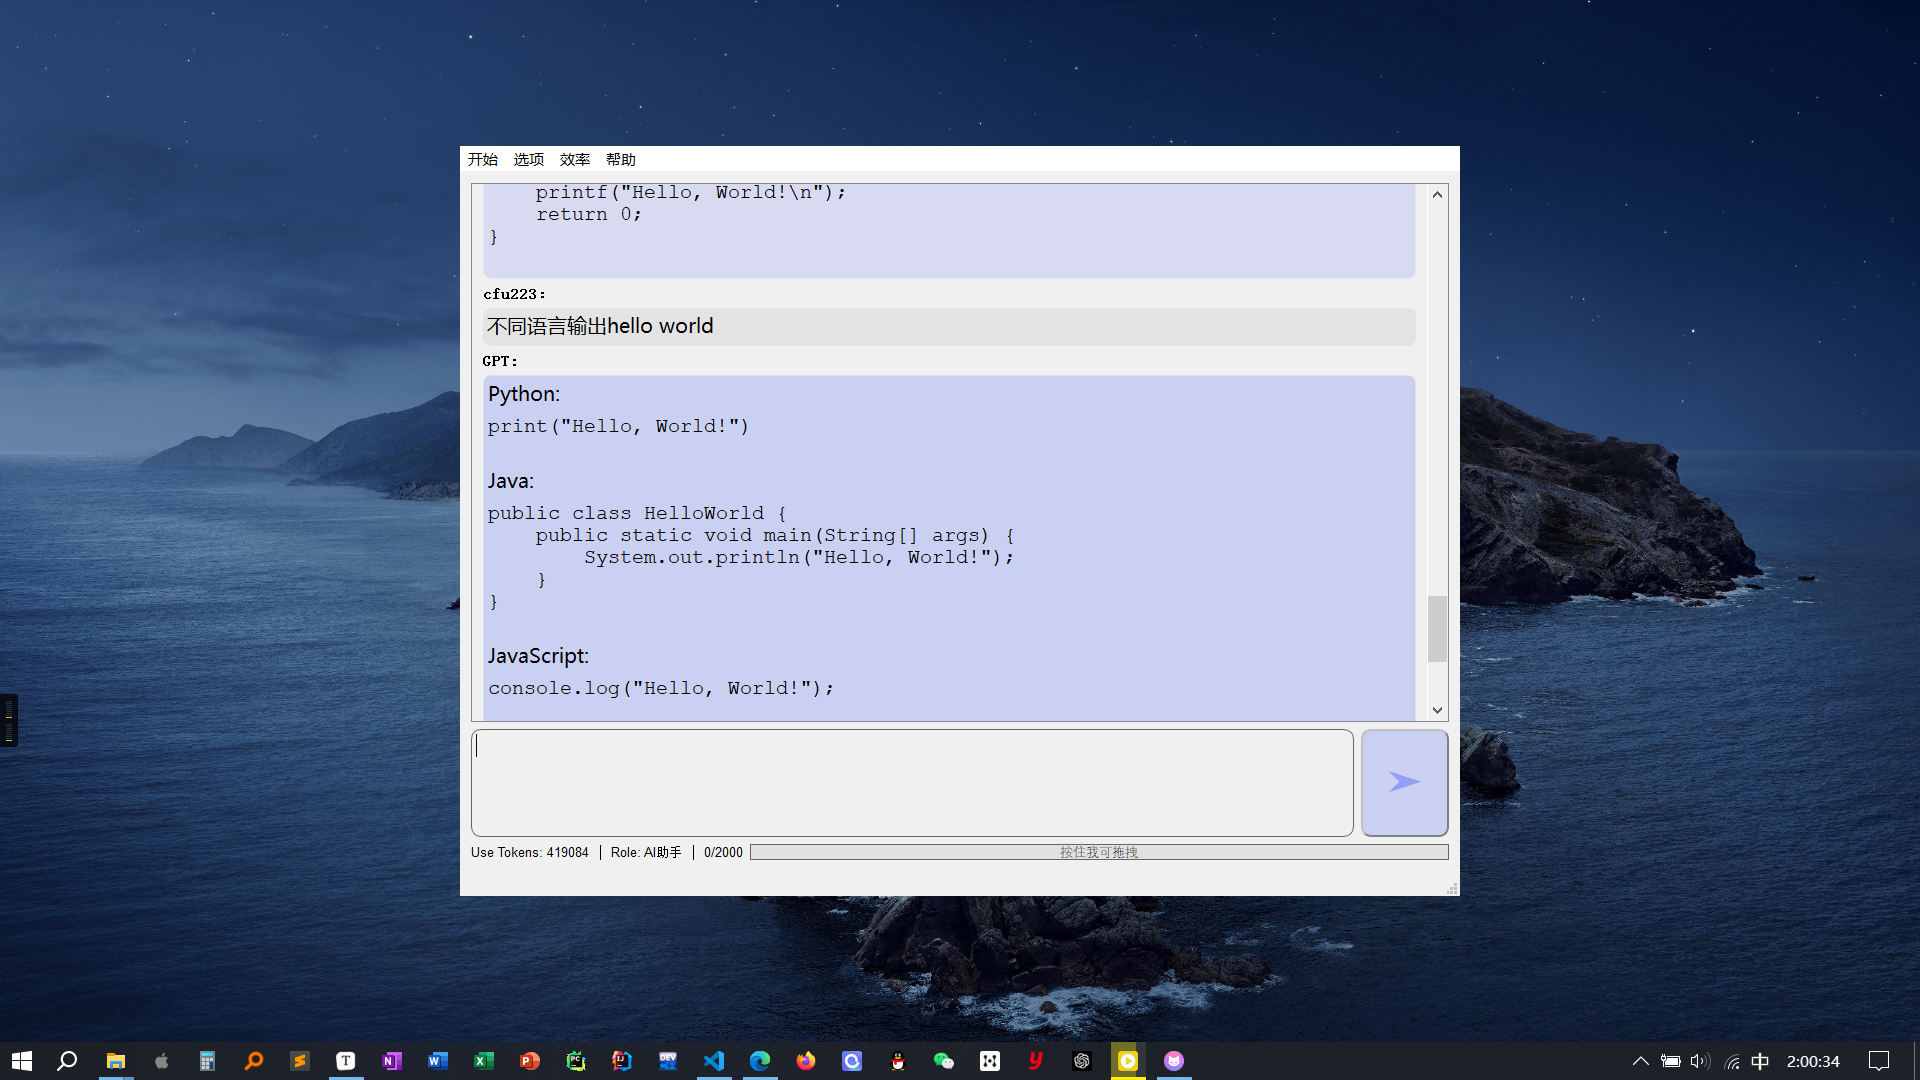 开始 选项 效率 帮助
    printf("Hello, World!\n");
    return 0;
}
cfu223:
不同语言输出hello world
GPT:
Python:
print("Hello, World!")
Java:
public class HelloWorld {
    public static void main(String[] args) {
        System.out.println("Hello, World!");
    }
}
JavaScript:
console.log("Hello, World!");
Use Tokens: 419084 | Role: AI助手 | 0/2000 按住我可拖拽
中 2:00:34